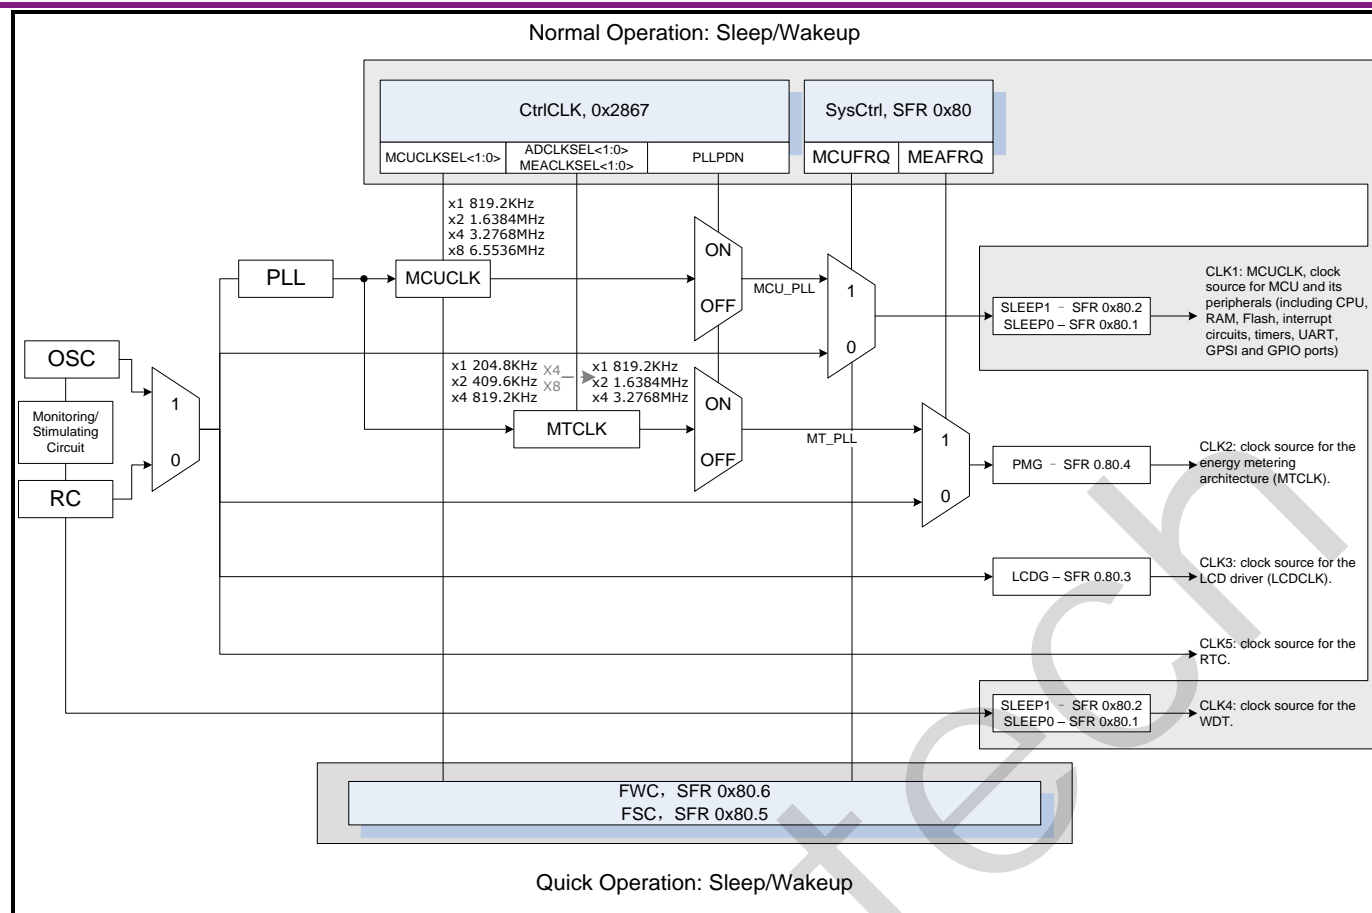 Normal Operation: Sleep/Wakeup
CtrlCLK, 0x2867
SysCtrl, SFR 0x80
MCUCLKSEL<1:0>
ADCLKSEL<1:0>
MEACLKSEL<1:0>
PLLPDN
MCUFRQ
MEAFRQ
x1 819.2KHz
x2 1.6384MHz
x4 3.2768MHz
x8 6.5536MHz
PLL
MCUCLK
ON
OFF
MCU_PLL
1
0
SLEEP1 - SFR 0x80.2
SLEEP0 – SFR 0x80.1
CLK1: MCUCLK, clock
source for MCU and its
peripherals (including CPU,
RAM, Flash, interrupt
circuits, timers, UART,
GPSI and GPIO ports)
OSC
Monitoring/
Stimulating
Circuit
RC
1
0
x1 204.8KHz
x2 409.6KHz
x4 819.2KHz
X4
X8
x1 819.2KHz
x2 1.6384MHz
x4 3.2768MHz
MTCLK
ON
OFF
MT_PLL
1
0
PMG - SFR 0.80.4
CLK2: clock source for the
energy metering
architecture (MTCLK).
LCDG – SFR 0.80.3
CLK3: clock source for the
LCD driver (LCDCLK).
CLK5: clock source for the
RTC.
SLEEP1 - SFR 0x80.2
SLEEP0 – SFR 0x80.1
CLK4: clock source for the
WDT.
FWC，SFR 0x80.6
FSC，SFR 0x80.5
Quick Operation: Sleep/Wakeup
tech